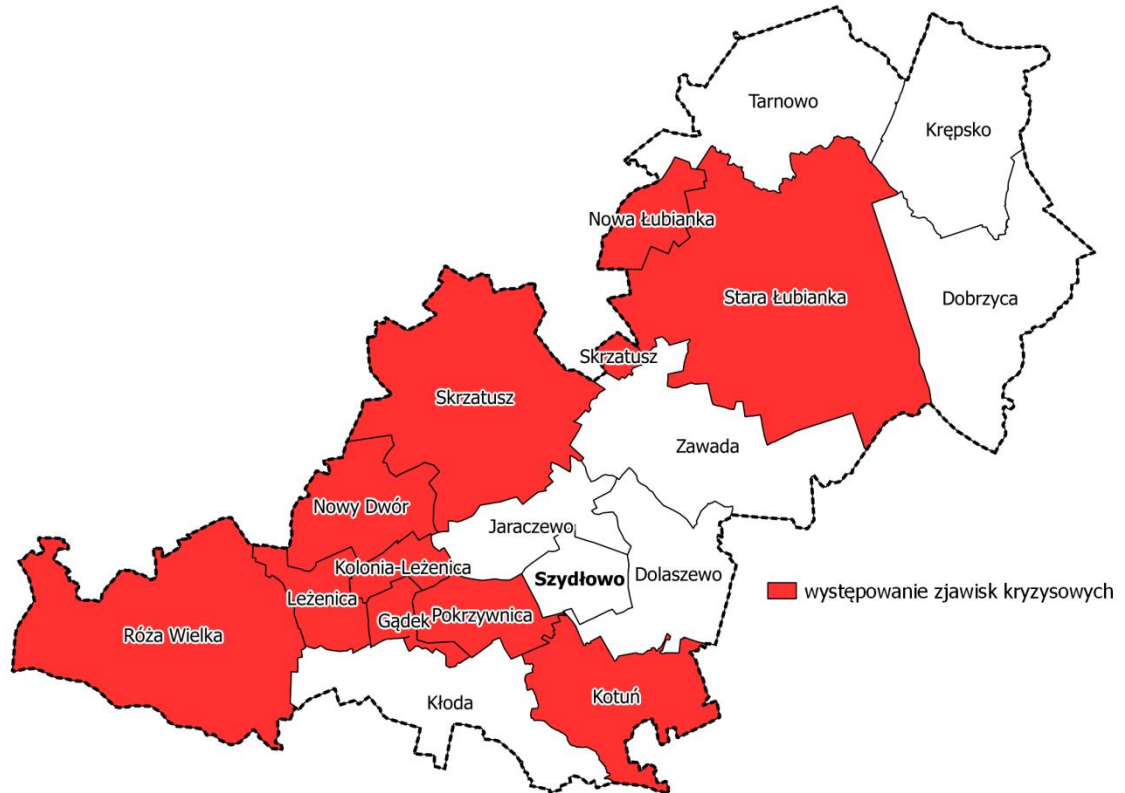 Tarnowo
Krępsko
Nowa Łubianka
Stara Łubianka
Dobrzyca
Skrzatusz
Skrzatusz
Zawada
Nowy Dwór
Jaraczewo
Kolonia-Leżenica
Szydłowo
Dolaszewo
występowanie zjawisk kryzysowych
Leżenica
Gądek
Pokrzywnica
Róża Wielka
Kotuń
Kłoda